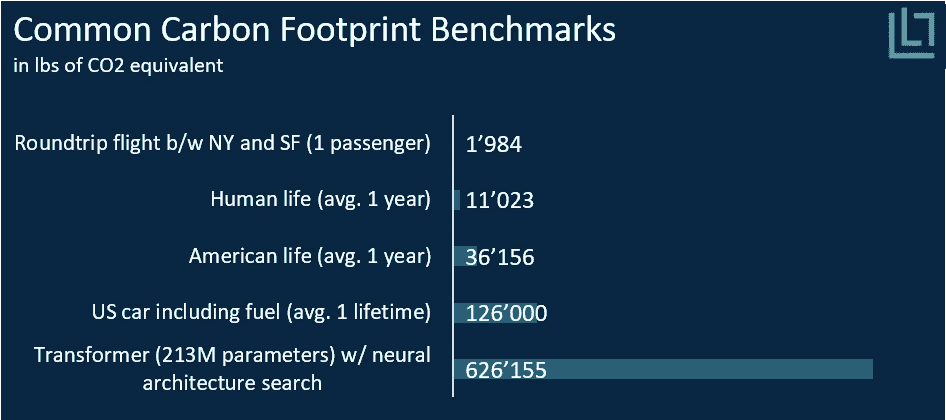 Common Carbon Footprint Benchmarks
in lbs of CO2 equivalent
Roundtrip flight b/w NY and SF (1 passenger) 1’984
Human life (avg. 1 year) 11’023
American life (avg. 1 year) 36’156
US car including fuel (avg. 1 lifetime) 126’000
Transformer (213M parameters) w/ neural
architecture search 626’155